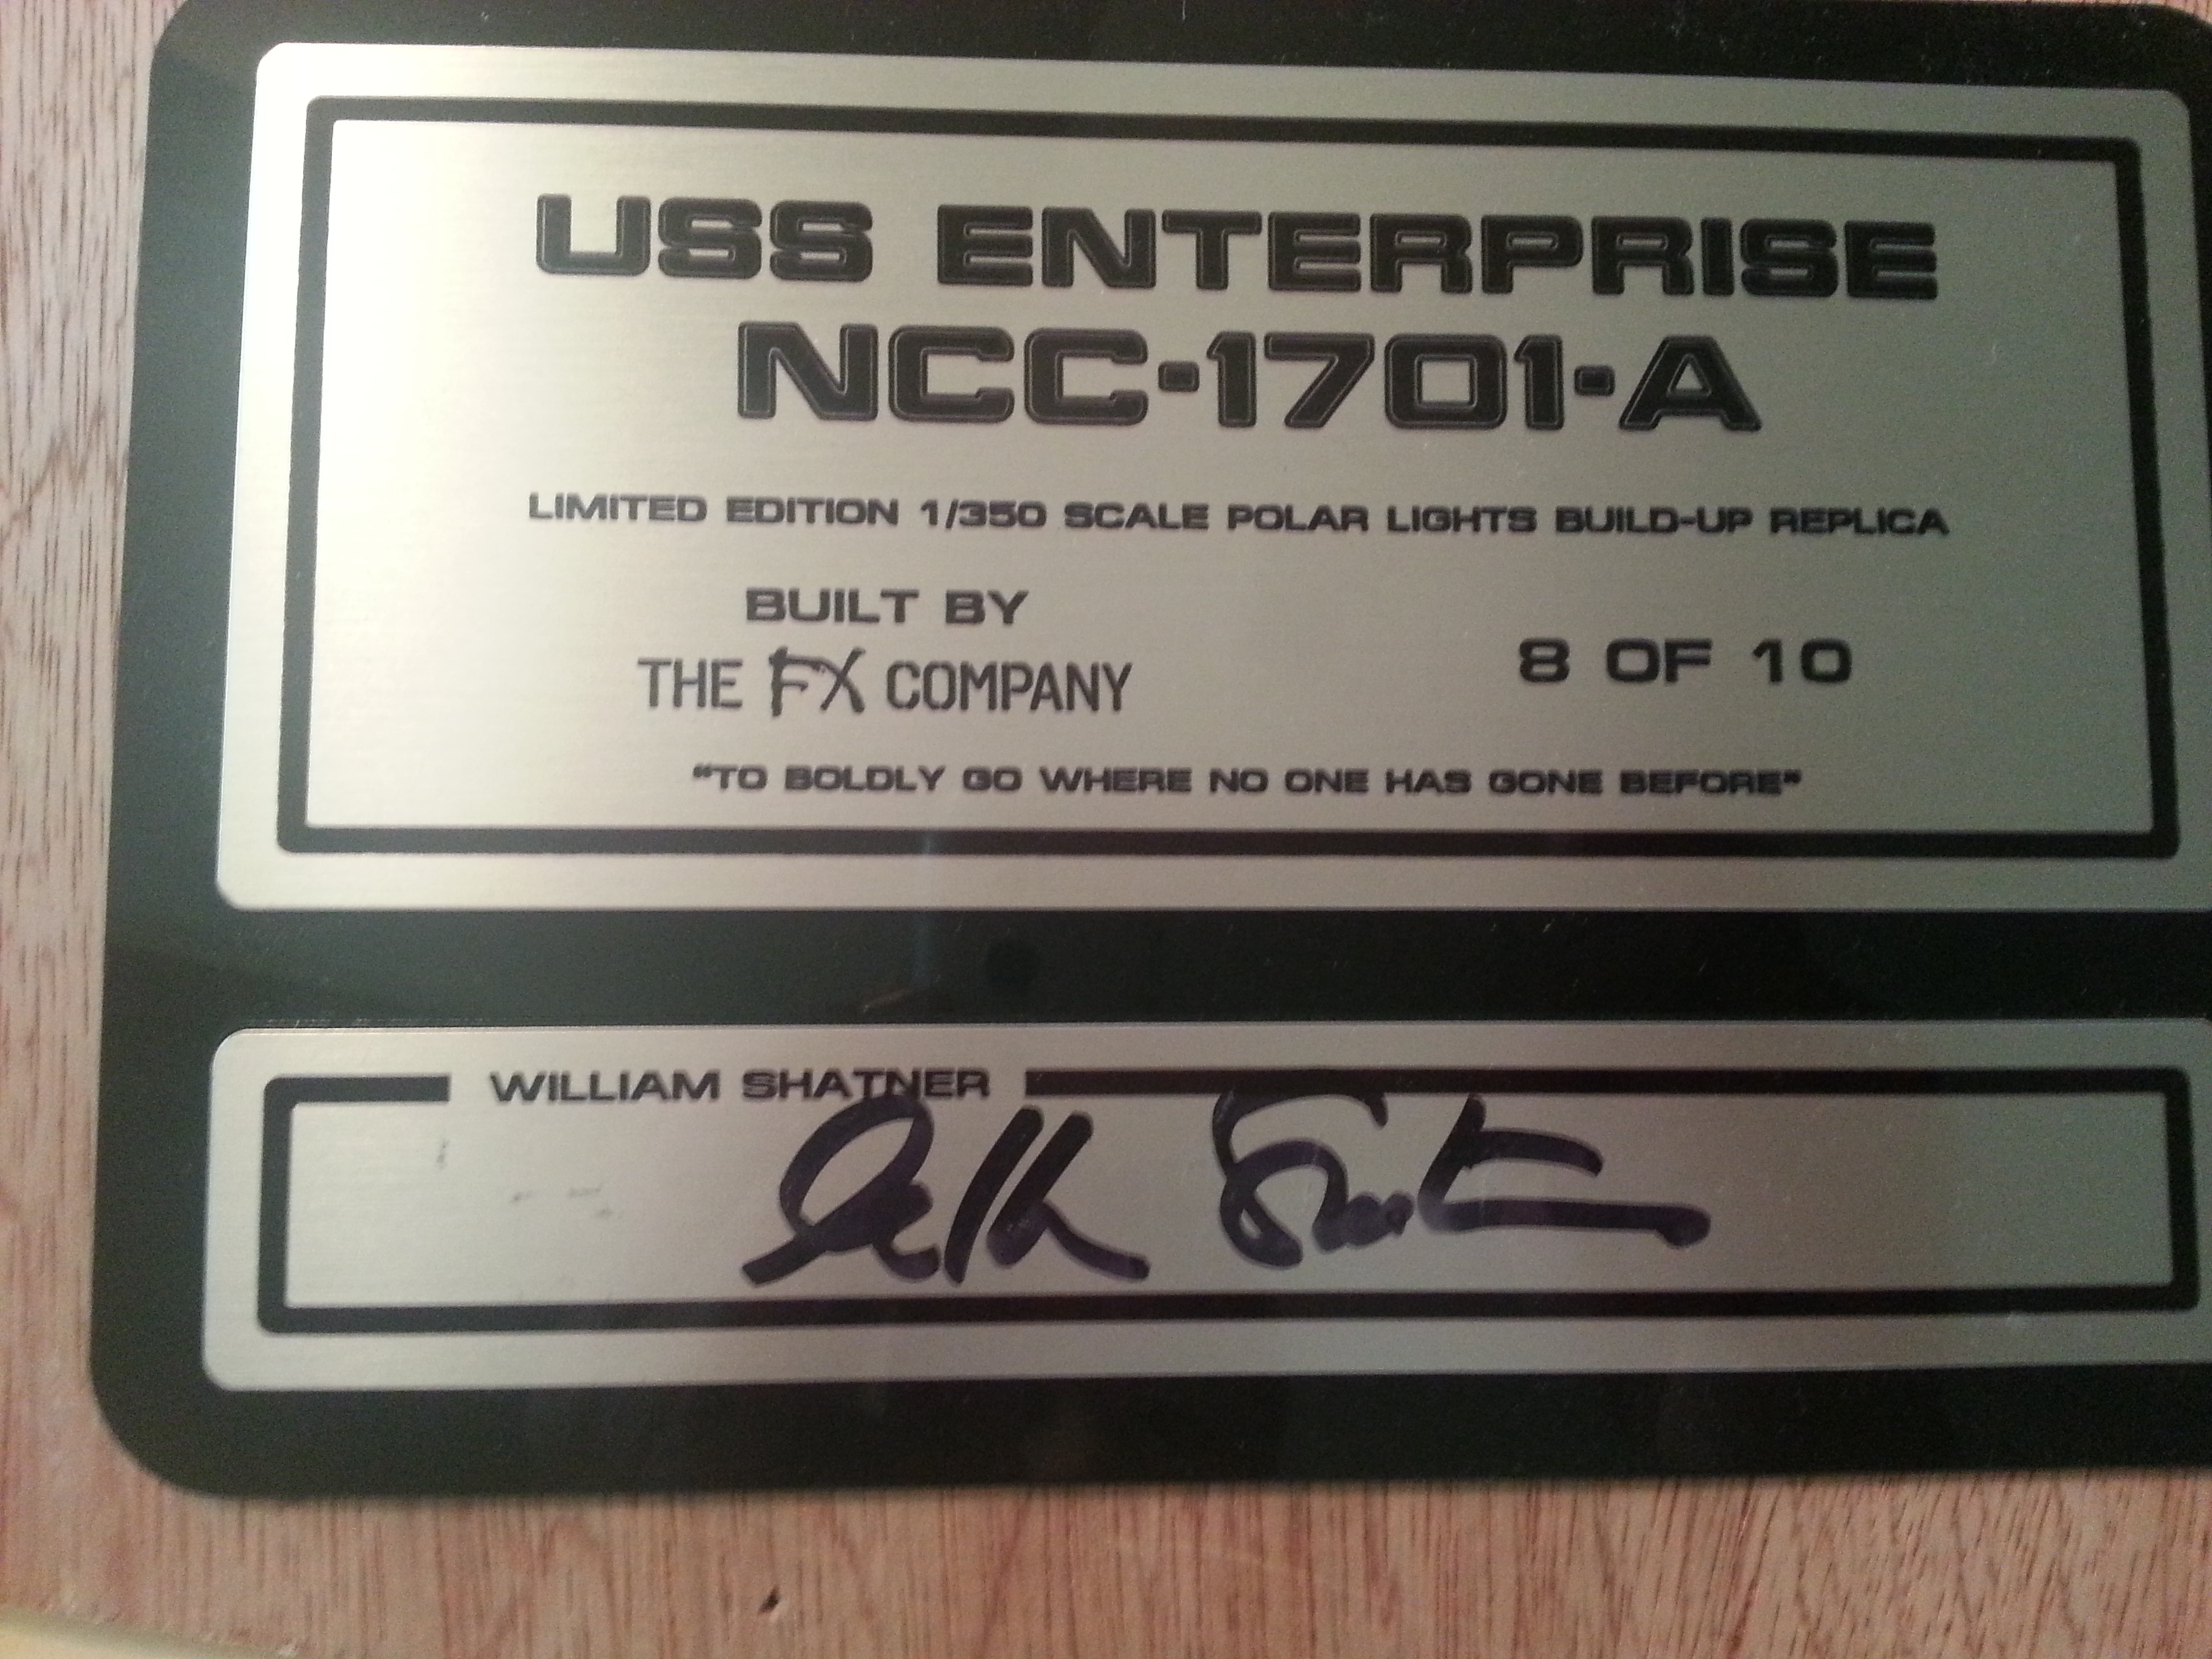 USS ENTERPRISE
NCC-1701-A
LIMITED EDITION 1/350 SCALE POLAR LIGHTS BUILD-UP REPLICA
BUILT BY
THE FX COMPANY
8 OF 10
"TO BOLDLY GO WHERE NO ONE HAS GONE BEFORE"
WILLIAM SHATNER